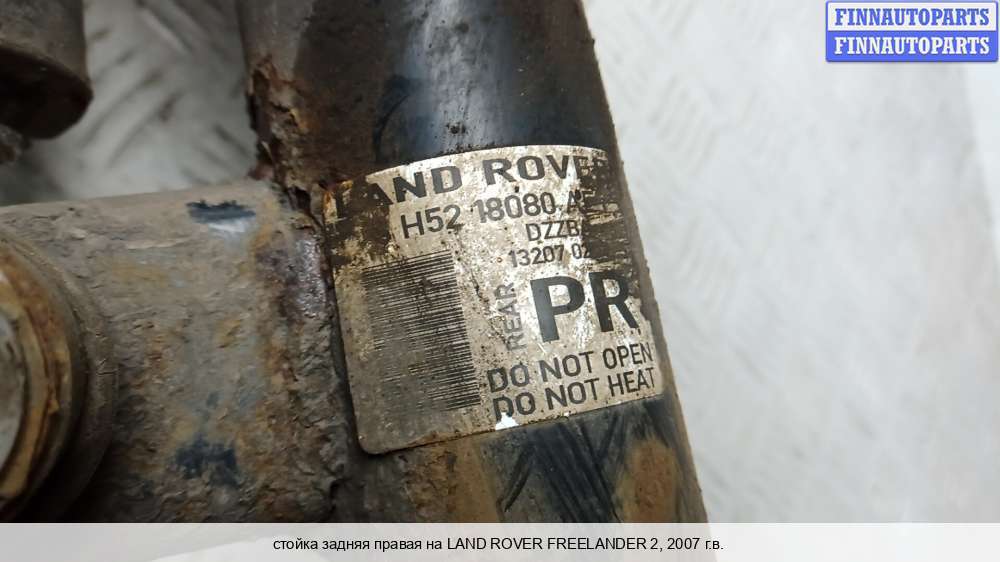 FINNAUTOPARTS
FINNAUTOPARTS
LAND ROVER
H52 18080
13207
REAR
PR
DO NOT OPEN
DO NOT HEAT
стойка задняя правая на LAND ROVER FREELANDER 2, 2007 г.в.